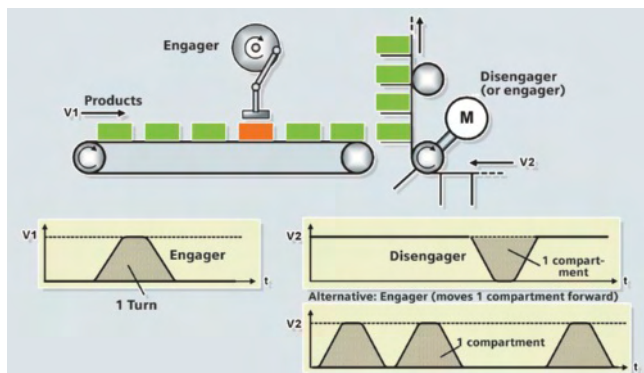 Engager
Disengager
(or engager)
V1
Products
M
V2
V1
Engager
t
1 Turn
V2
Disengager
1 compart-
ment
t
Alternative: Engager (moves 1 compartment forward)
V2
1 compartment
t